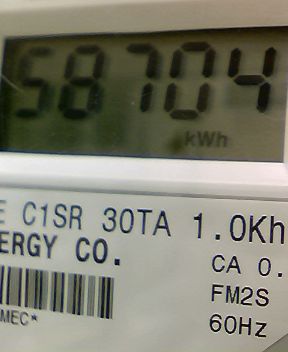 58704
kWh
E C1SR 30TA 1.0Kh
ERGY CO.
CA 0.
FM2S
MEC*
60Hz